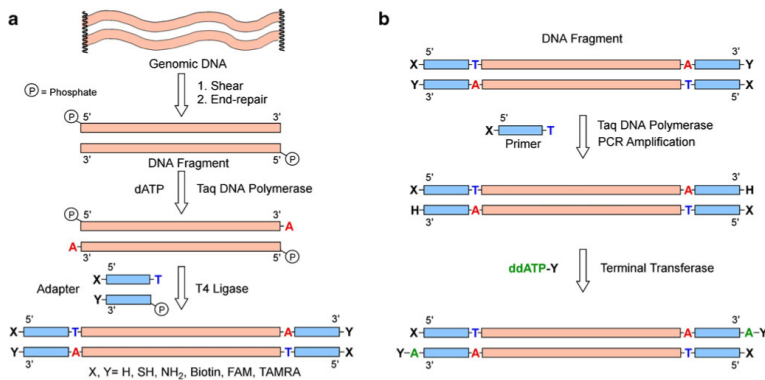 a
Genomic DNA
P = Phosphate
1. Shear
2. End-repair
P 5' 3'
3' P 5'
DNA Fragment
dATP Taq DNA Polymerase
P 5' 3' A
A 3' P 5'
Adapter
5'
X T
Y
3' P
T4 Ligase
5' 3'
X T A Y
Y A T X
3' 5'
X, Y= H, SH, NH₂, Biotin, FAM, TAMRA
b
DNA Fragment
5' 3'
X T A Y
Y A T X
3' 5'
5'
X T
Primer
Taq DNA Polymerase
PCR Amplification
5' 3'
X T A H
H A T X
3' 5'
ddATP-Y Terminal Transferase
5' 3'
X T A A-Y
Y-A A T X
3' 5'